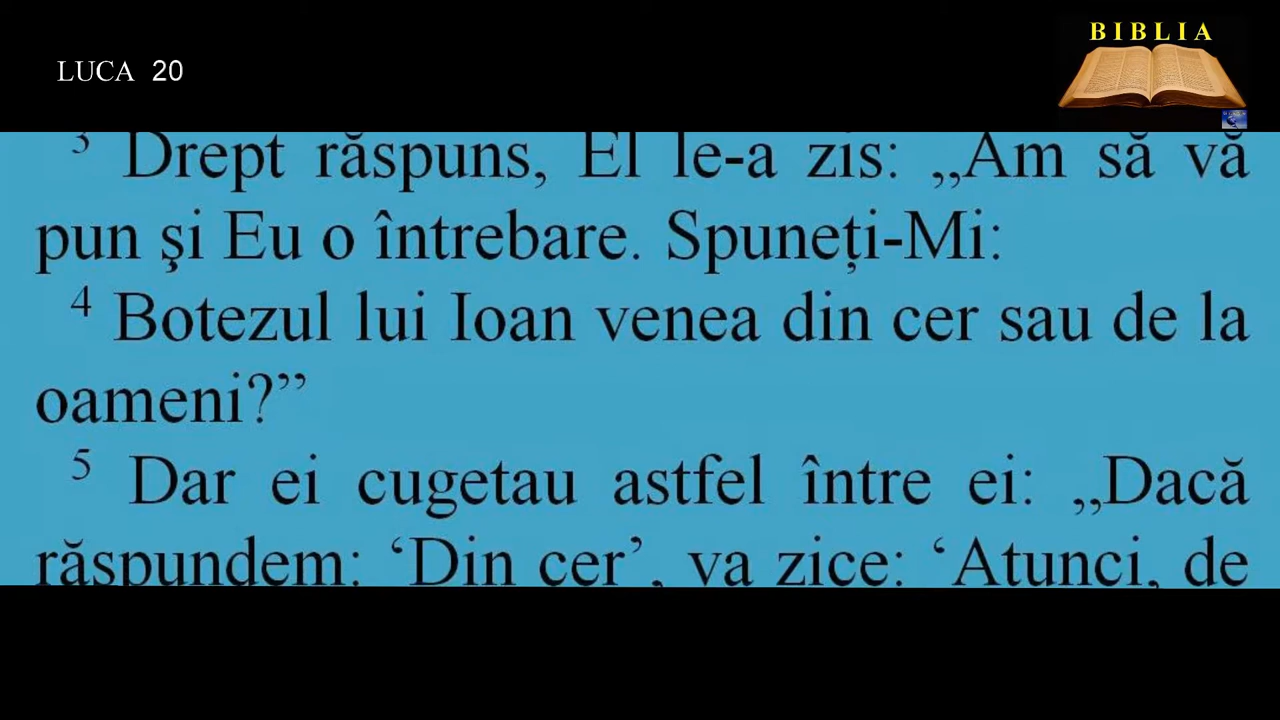 BIBLIA
LUCA 20
3 Drept răspuns, El le-a zis: „Am să vă
pun şi Eu o întrebare. Spuneți-Mi:
4 Botezul lui Ioan venea din cer sau de la
oameni?”
5 Dar ei cugetau astfel între ei: „Dacă
răspundem: ‘Din cer’, va zice: ‘Atunci, de